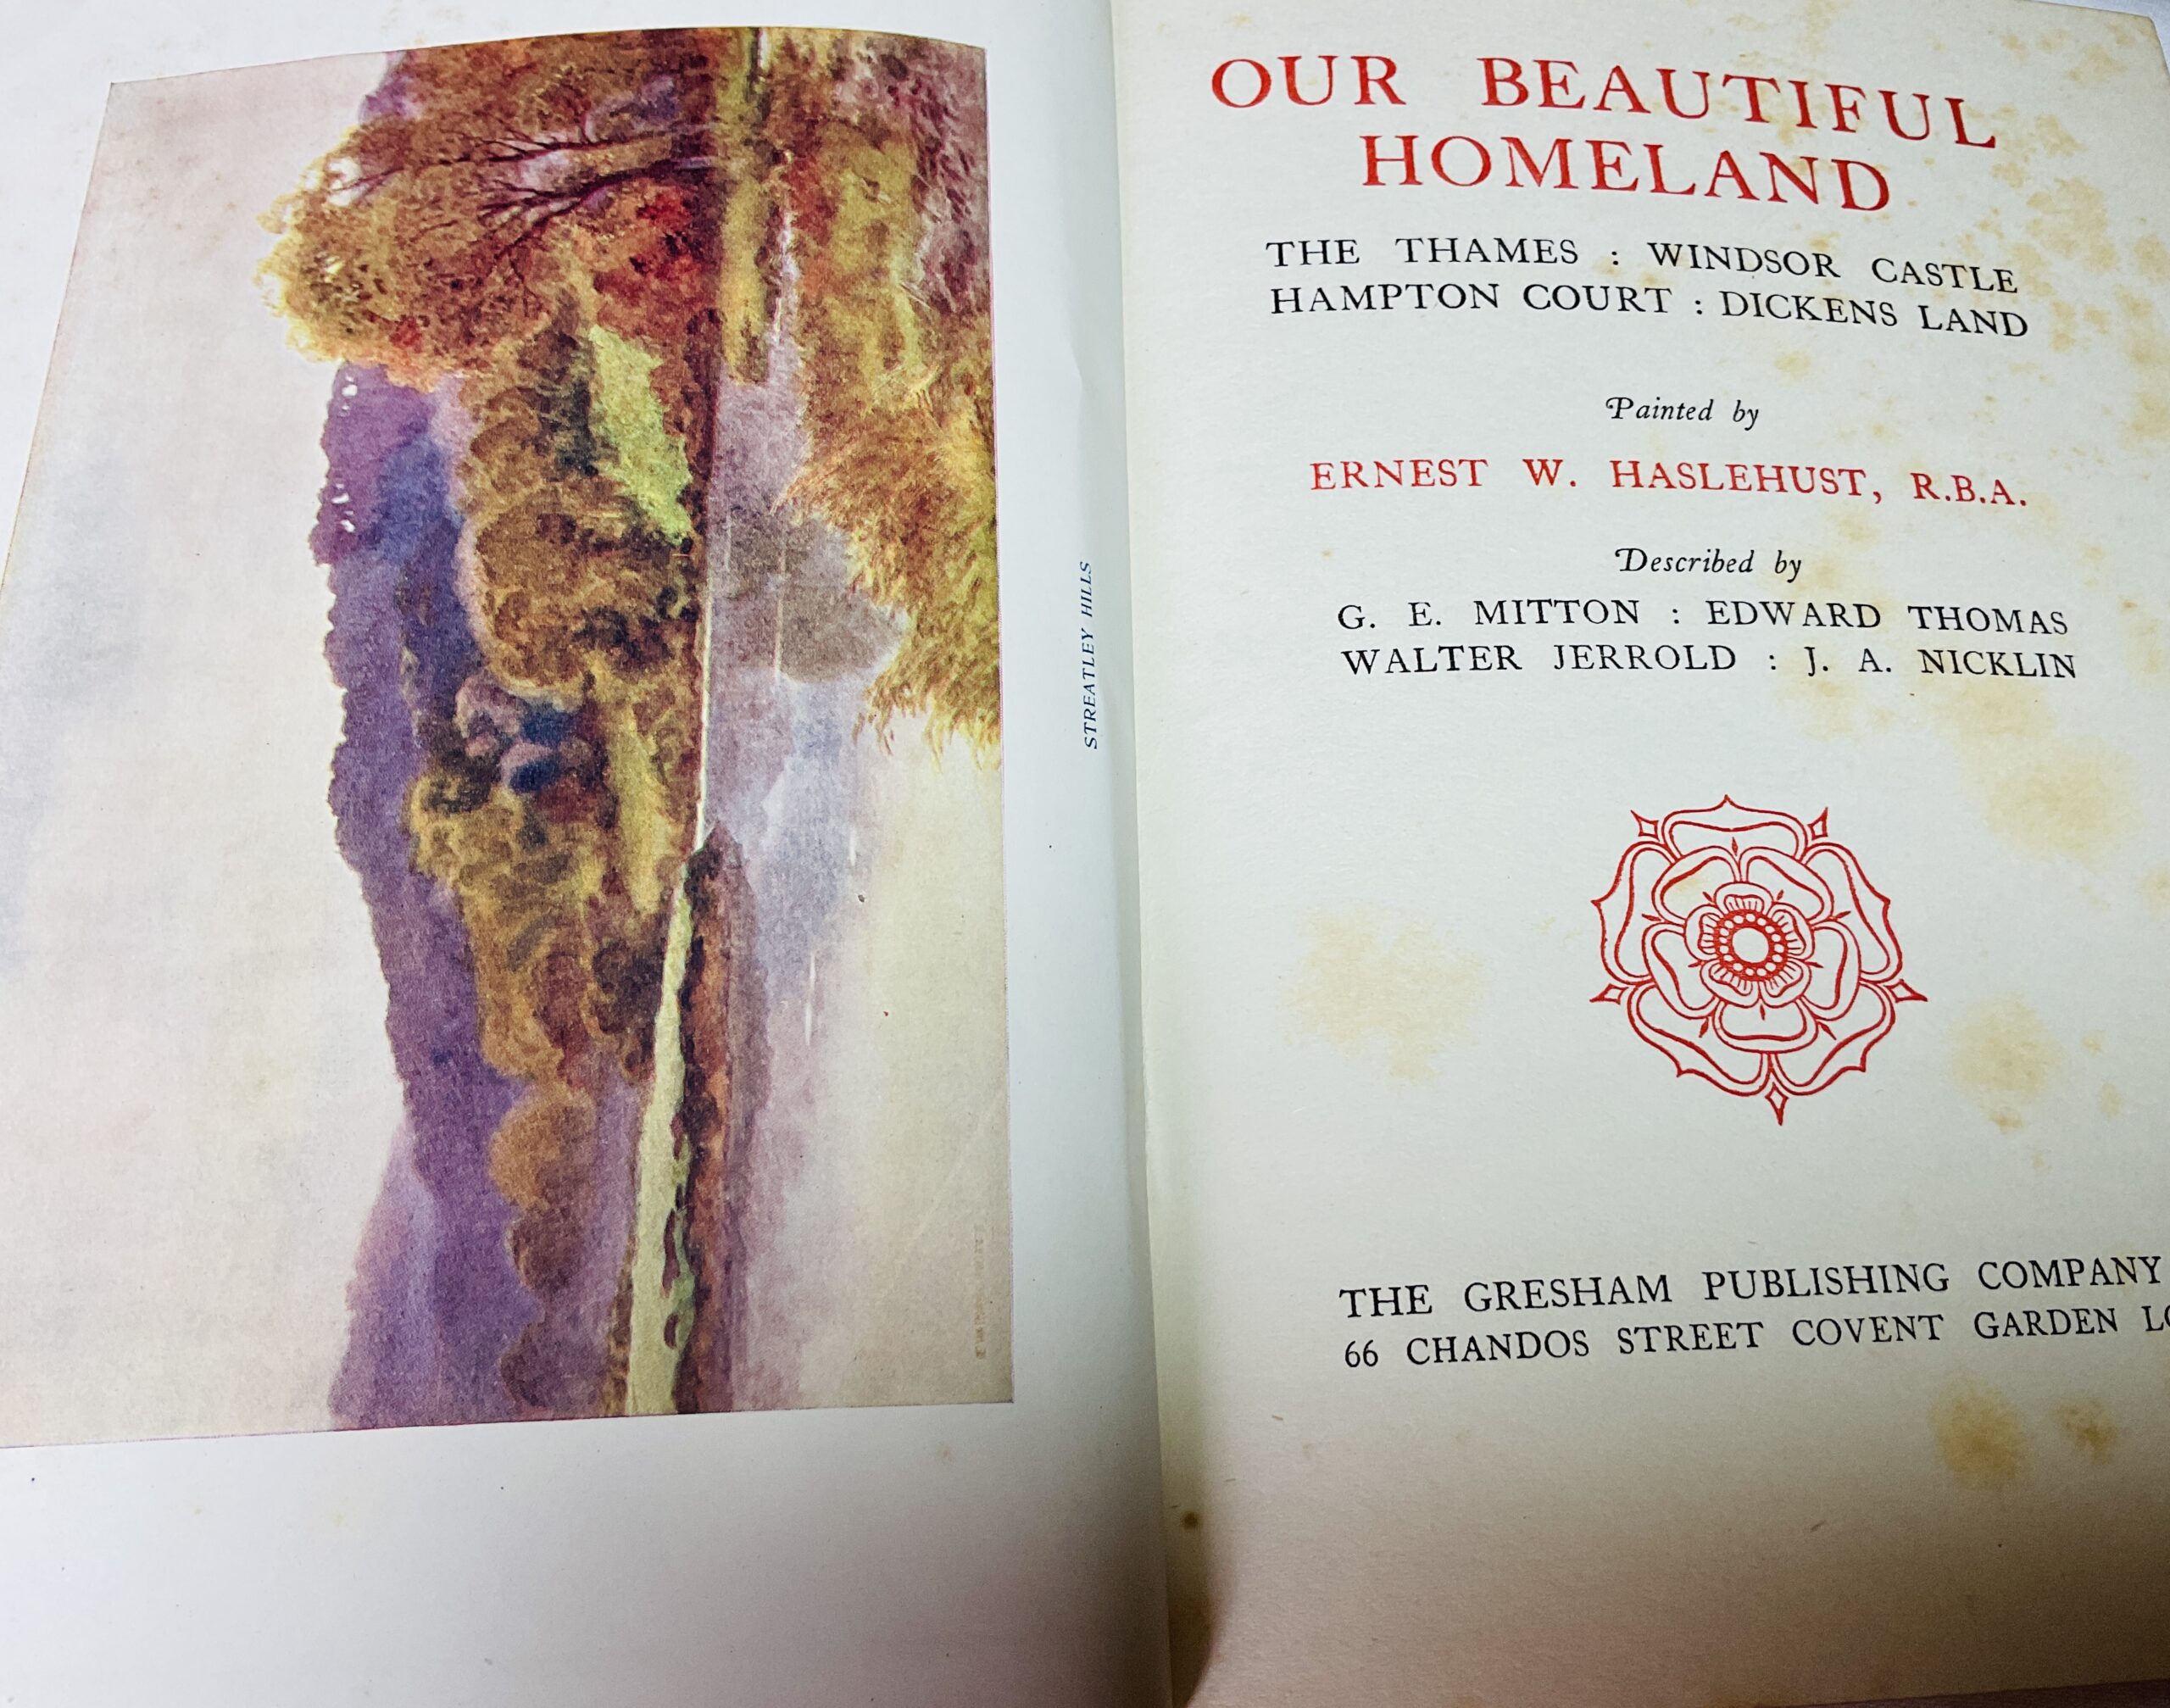 STREATLEY HILLS
OUR BEAUTIFUL
HOMELAND
THE THAMES : WINDSOR CASTLE
HAMPTON COURT : DICKENS LAND
Painted by
ERNEST W. HASLEHUST, R.B.A.
Described by
G. E. MITTON : EDWARD THOMAS
WALTER JERROLD : J. A. NICKLIN
THE GRESHAM PUBLISHING COMPANY
66 CHANDOS STREET COVENT GARDEN